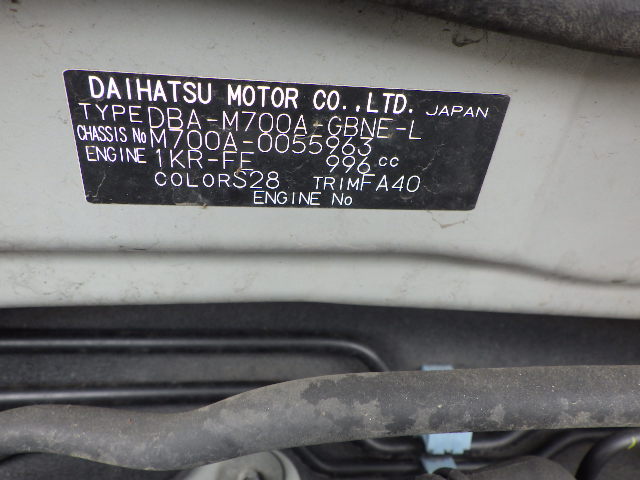 DAIHATSU MOTOR CO.,LTD. JAPAN
TYPE DBA-M700A-GBNE-L
CHASSIS No M700A-0055963
ENGINE 1KR-FE 996 CC
COLOR S28 TRIM FA40
ENGINE No